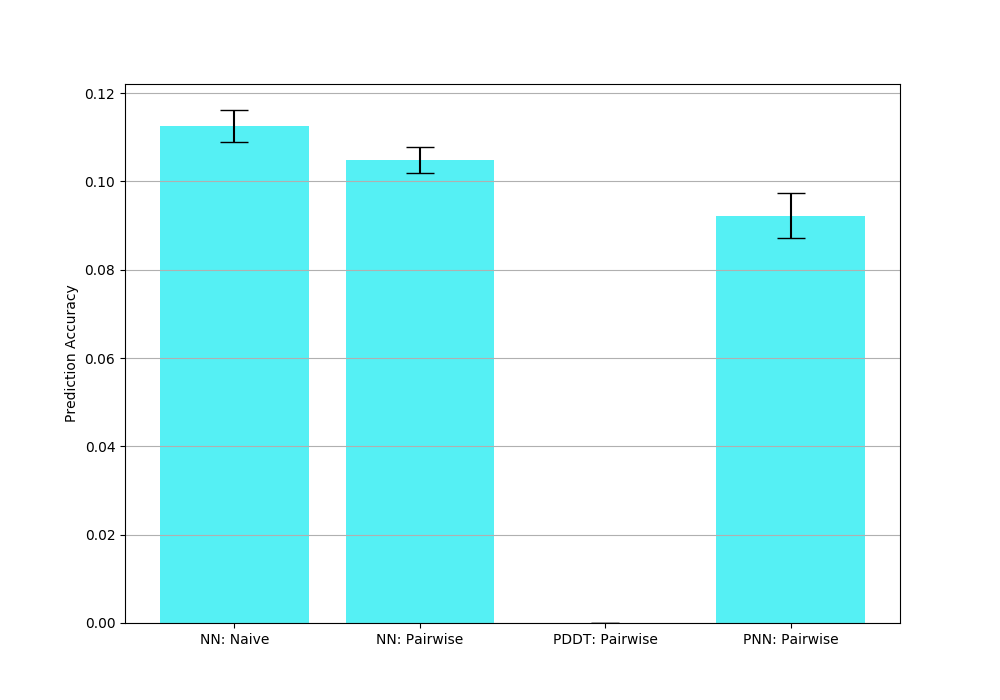 Prediction Accuracy
0.12
0.10
0.08
0.06
0.04
0.02
0.00
NN: Naive
NN: Pairwise
PDDT: Pairwise
PNN: Pairwise